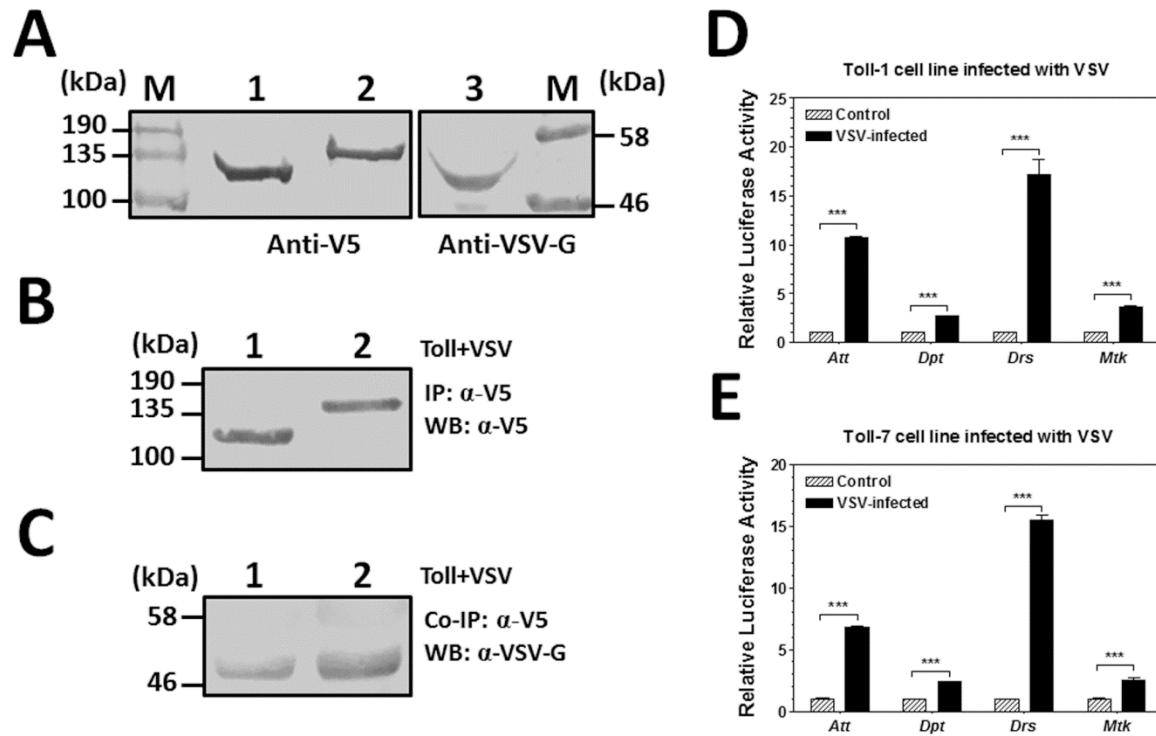 A
(kDa) M 1 2 3 M (kDa)
190
135
100
58
46
Anti-V5 Anti-VSV-G
B
(kDa) 1 2 Toll+VSV
190
135
100
IP: α-V5
WB: α-V5
C
(kDa) 1 2 Toll+VSV
58
46
Co-IP: α-V5
WB: α-VSV-G
D
Toll-1 cell line infected with VSV
Relative Luciferase Activity
25
20
15
10
5
0
Control
VSV-infected
***
***
***
***
Att Dpt Drs Mtk
E
Toll-7 cell line infected with VSV
Relative Luciferase Activity
20
15
10
5
0
Control
VSV-infected
***
***
***
***
Att Dpt Drs Mtk